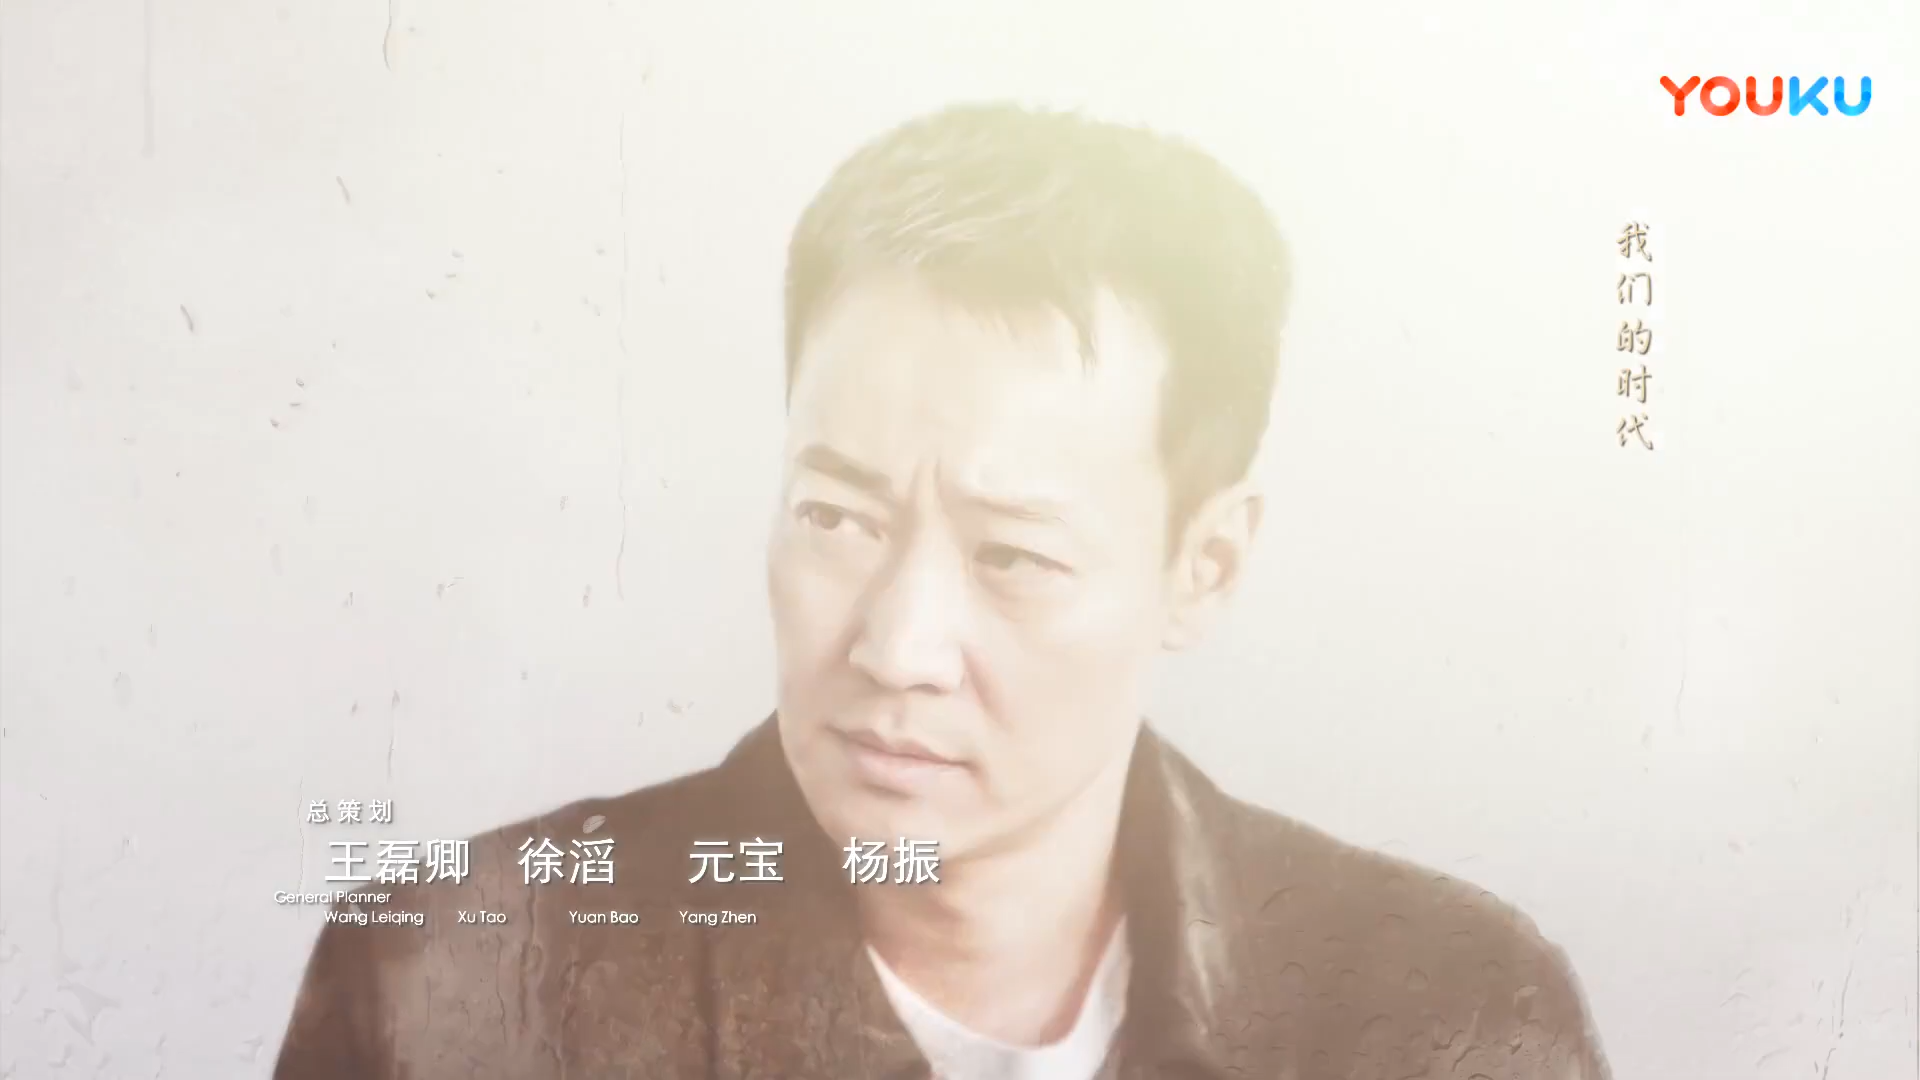 YOUKU
我们的时代
总策划
王磊卿 徐滔 元宝 杨振
General Planner
Wang Leiqing Xu Tao Yuan Bao Yang Zhen